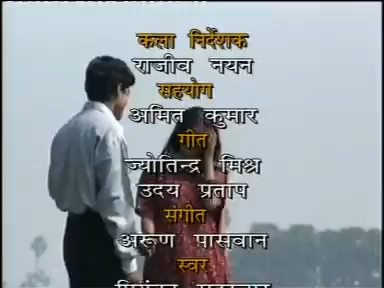 कला निर्देशक
राजीव नयन
सहयोग
अमित कुमार
गीत
ज्योतिन्द्र मिश्र
उदय प्रताप
संगीत
अरूण पासवान
स्वर